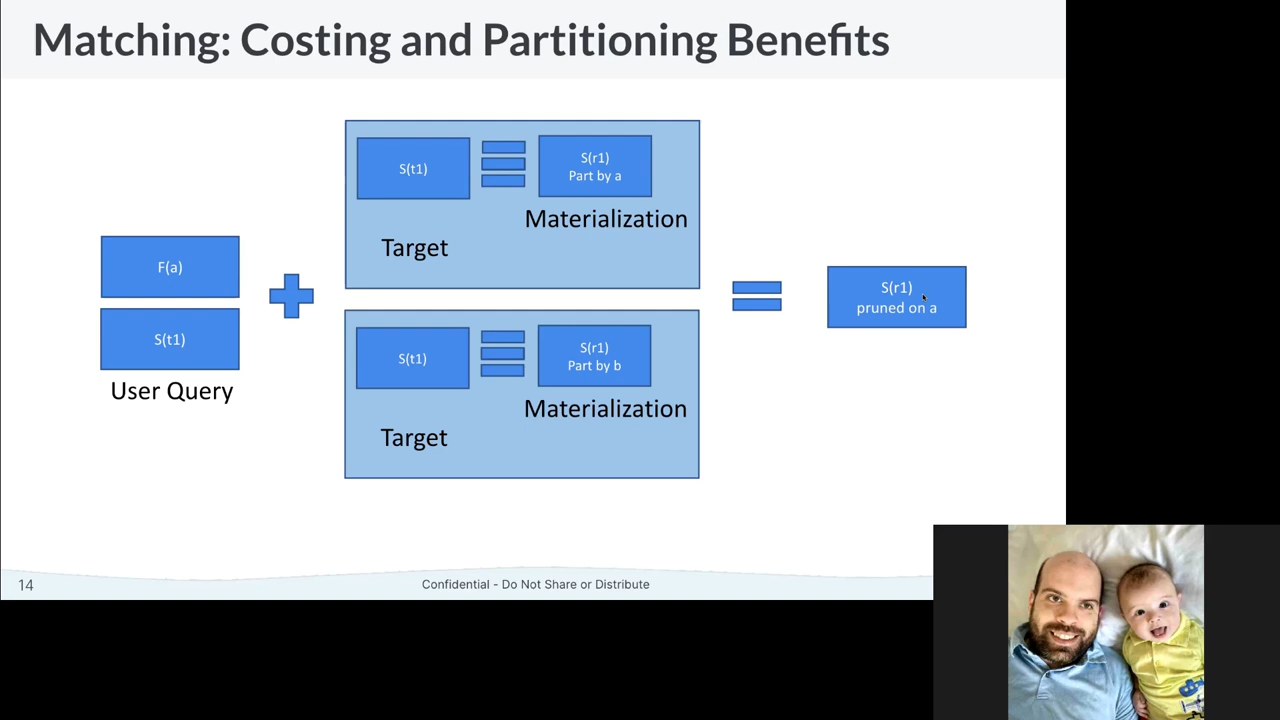 Matching: Costing and Partitioning Benefits
F(a)
S(t1)
User Query
S(t1)
Target
S(r1)
Part by a
Materialization
S(t1)
Target
S(r1)
Part by b
Materialization
S(r1)
pruned on a
14
Confidential - Do Not Share or Distribute